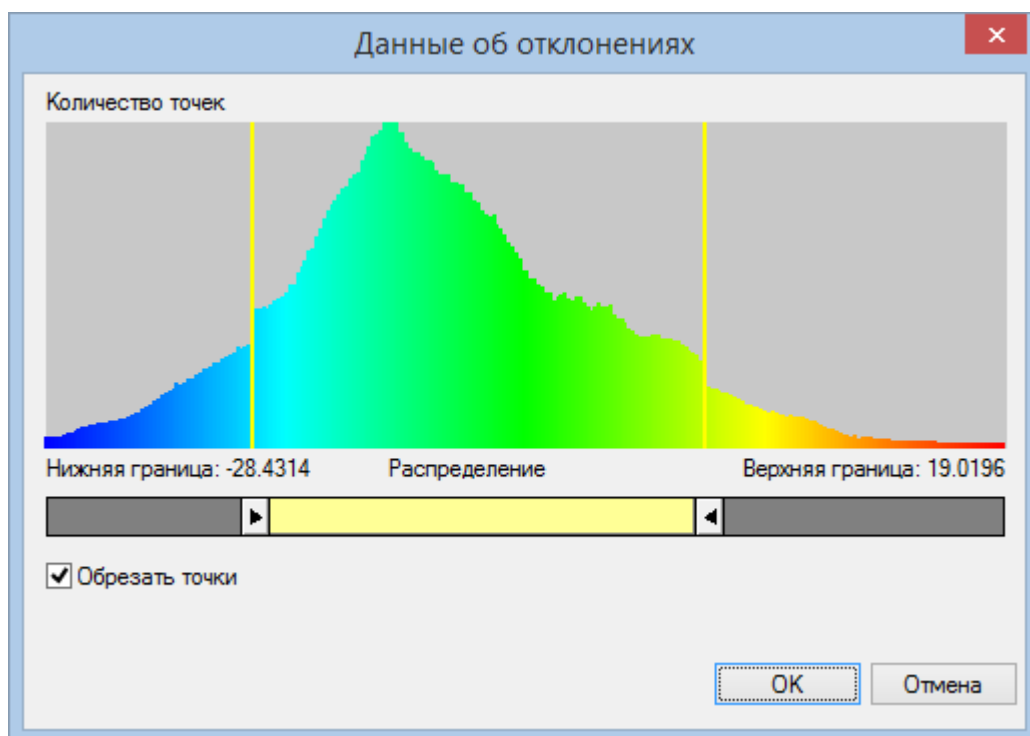 Данные об отклонениях
Количество точек
Нижняя граница: -28.4314 Распределение Верхняя граница: 19.0196
Обрезать точки
OK Отмена